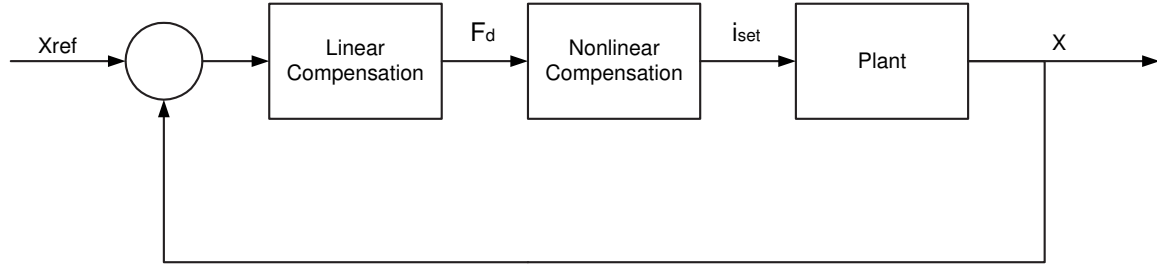 Xref
Linear
Compensation
Fd
Nonlinear
Compensation
iset
Plant
X